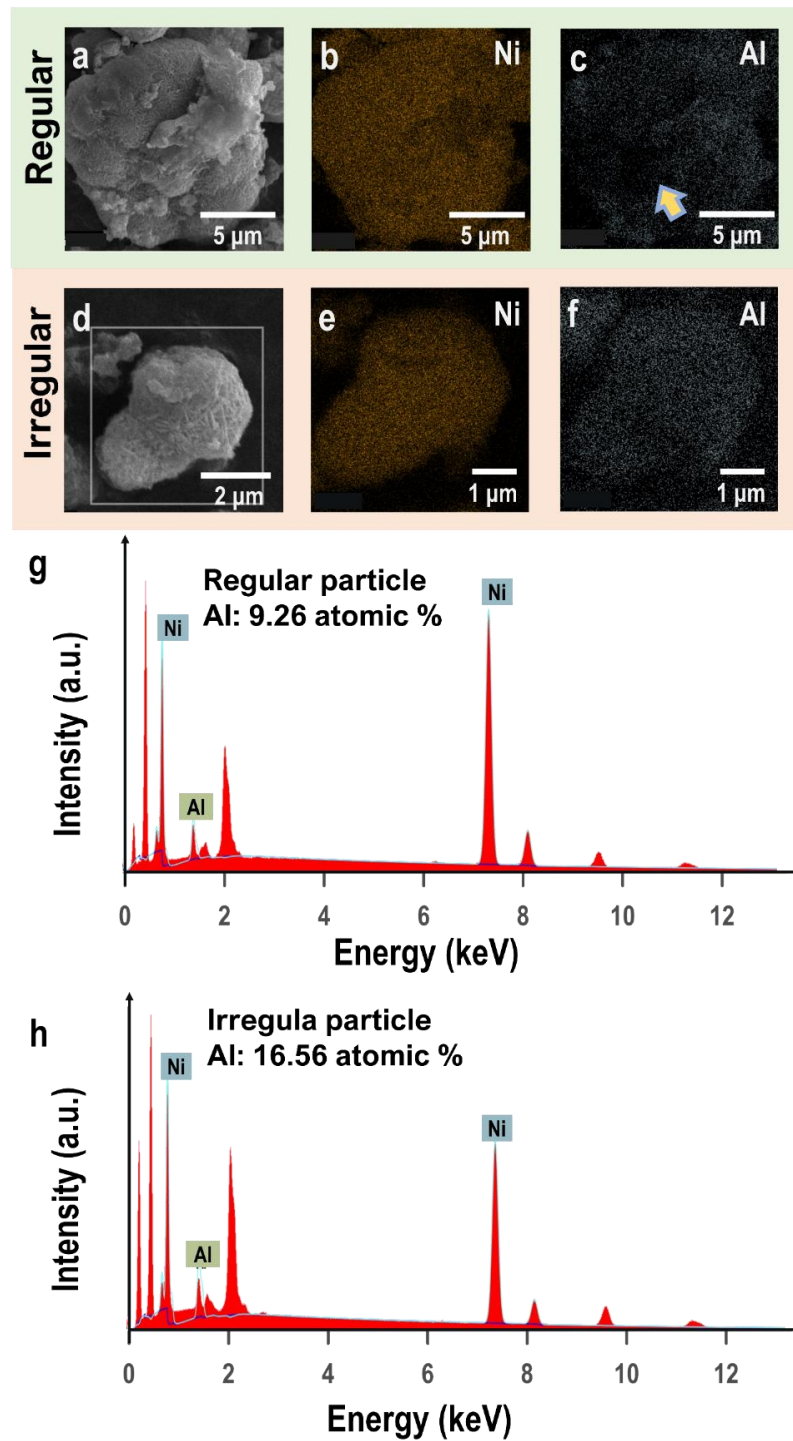 Regular
a
b
Ni
c
Al
5 µm
5 µm
5 µm
Irregular
d
e
Ni
f
Al
2 µm
1 µm
1 µm
g
Regular particle
Al: 9.26 atomic %
Ni
Ni
Al
Intensity (a.u.)
0 2 4 6 8 10 12
Energy (keV)
h
Irregula particle
Al: 16.56 atomic %
Ni
Ni
Al
Intensity (a.u.)
0 2 4 6 8 10 12
Energy (keV)